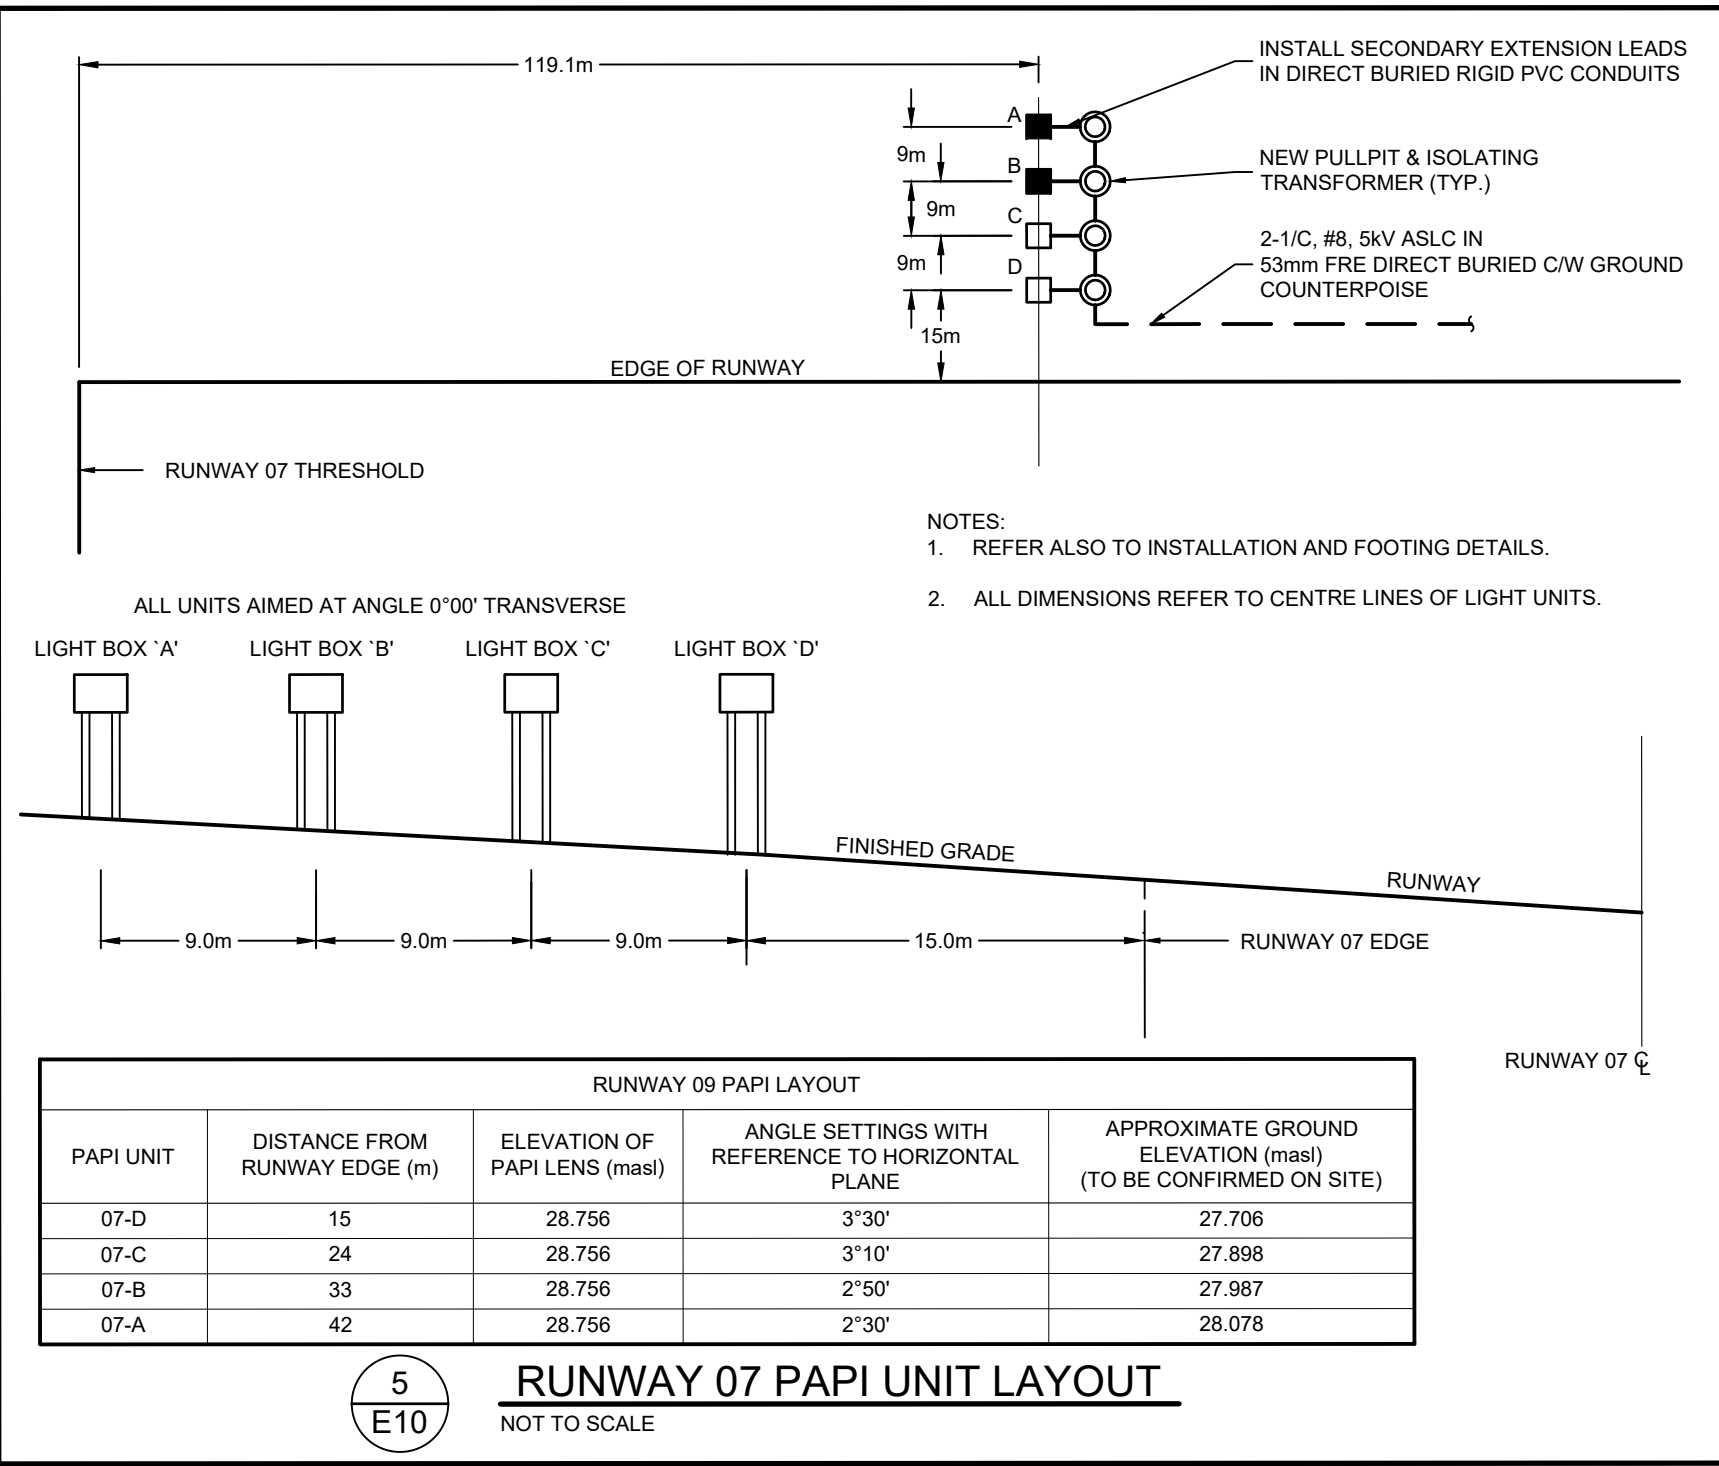 119.1m
INSTALL SECONDARY EXTENSION LEADS
IN DIRECT BURIED RIGID PVC CONDUITS
A
9m
B
NEW PULLPIT & ISOLATING
TRANSFORMER (TYP.)
9m
C
9m
D
2-1/C, #8, 5kV ASLC IN
53mm FRE DIRECT BURIED C/W GROUND
COUNTERPOISE
15m
EDGE OF RUNWAY
RUNWAY 07 THRESHOLD
NOTES:
1. REFER ALSO TO INSTALLATION AND FOOTING DETAILS.
2. ALL DIMENSIONS REFER TO CENTRE LINES OF LIGHT UNITS.
ALL UNITS AIMED AT ANGLE 0°00' TRANSVERSE
LIGHT BOX `A' LIGHT BOX `B' LIGHT BOX `C' LIGHT BOX `D'
FINISHED GRADE
RUNWAY
9.0m 9.0m 9.0m 15.0m RUNWAY 07 EDGE
RUNWAY 07 ℄
RUNWAY 09 PAPI LAYOUT
PAPI UNIT
DISTANCE FROM
RUNWAY EDGE (m)
ELEVATION OF
PAPI LENS (masl)
ANGLE SETTINGS WITH
REFERENCE TO HORIZONTAL
PLANE
APPROXIMATE GROUND
ELEVATION (masl)
(TO BE CONFIRMED ON SITE)
07-D 15 28.756 3°30' 27.706
07-C 24 28.756 3°10' 27.898
07-B 33 28.756 2°50' 27.987
07-A 42 28.756 2°30' 28.078
5
E10
RUNWAY 07 PAPI UNIT LAYOUT
NOT TO SCALE